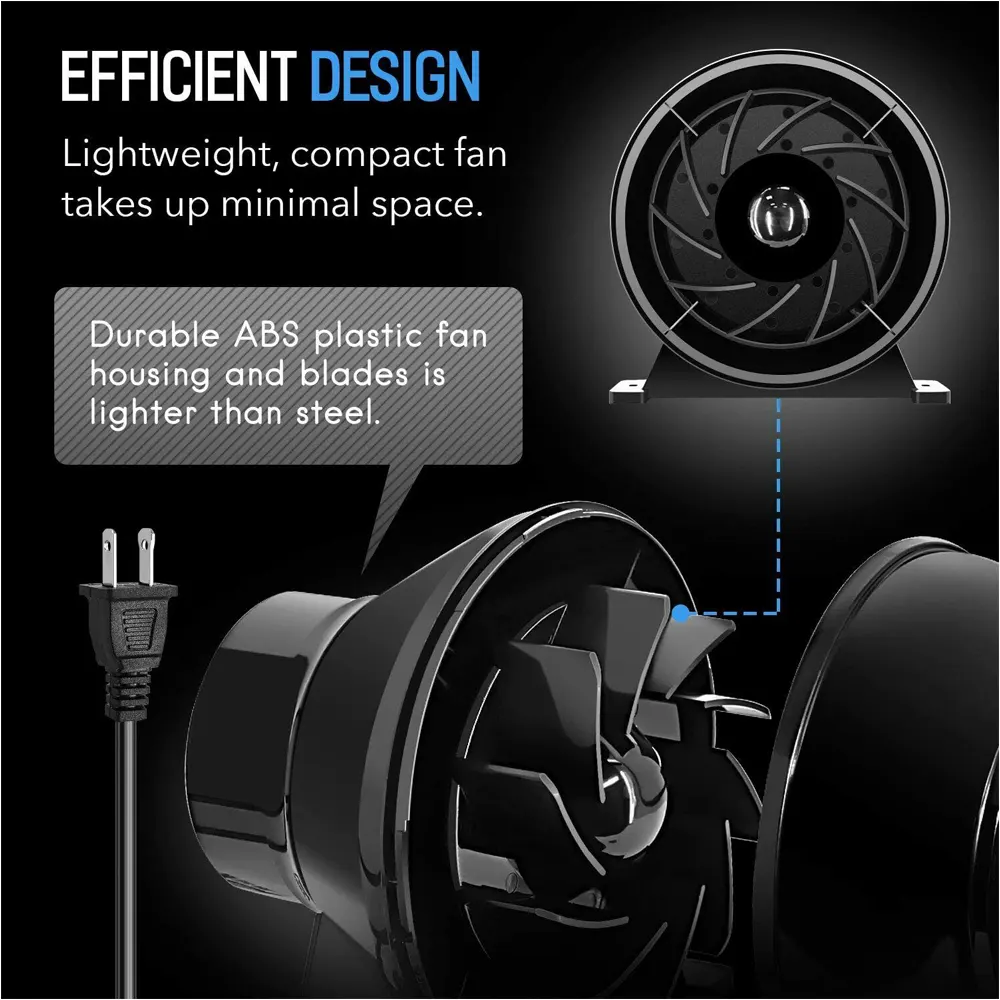 EFFICIENT DESIGN
Lightweight, compact fan
takes up minimal space.
Durable ABS plastic fan
housing and blades is
lighter than steel.